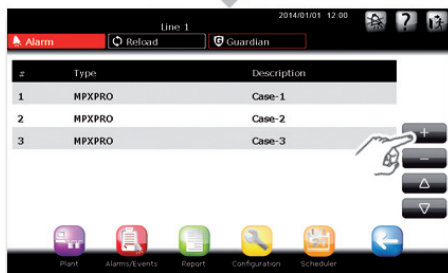 2014/01/01 12:00
Line 1
Alarm Reload Guardian
# Type Description
1 MPXPRO Case-1
2 MPXPRO Case-2
3 MPXPRO Case-3
Plant Alarms/Events Report Configuration Scheduler